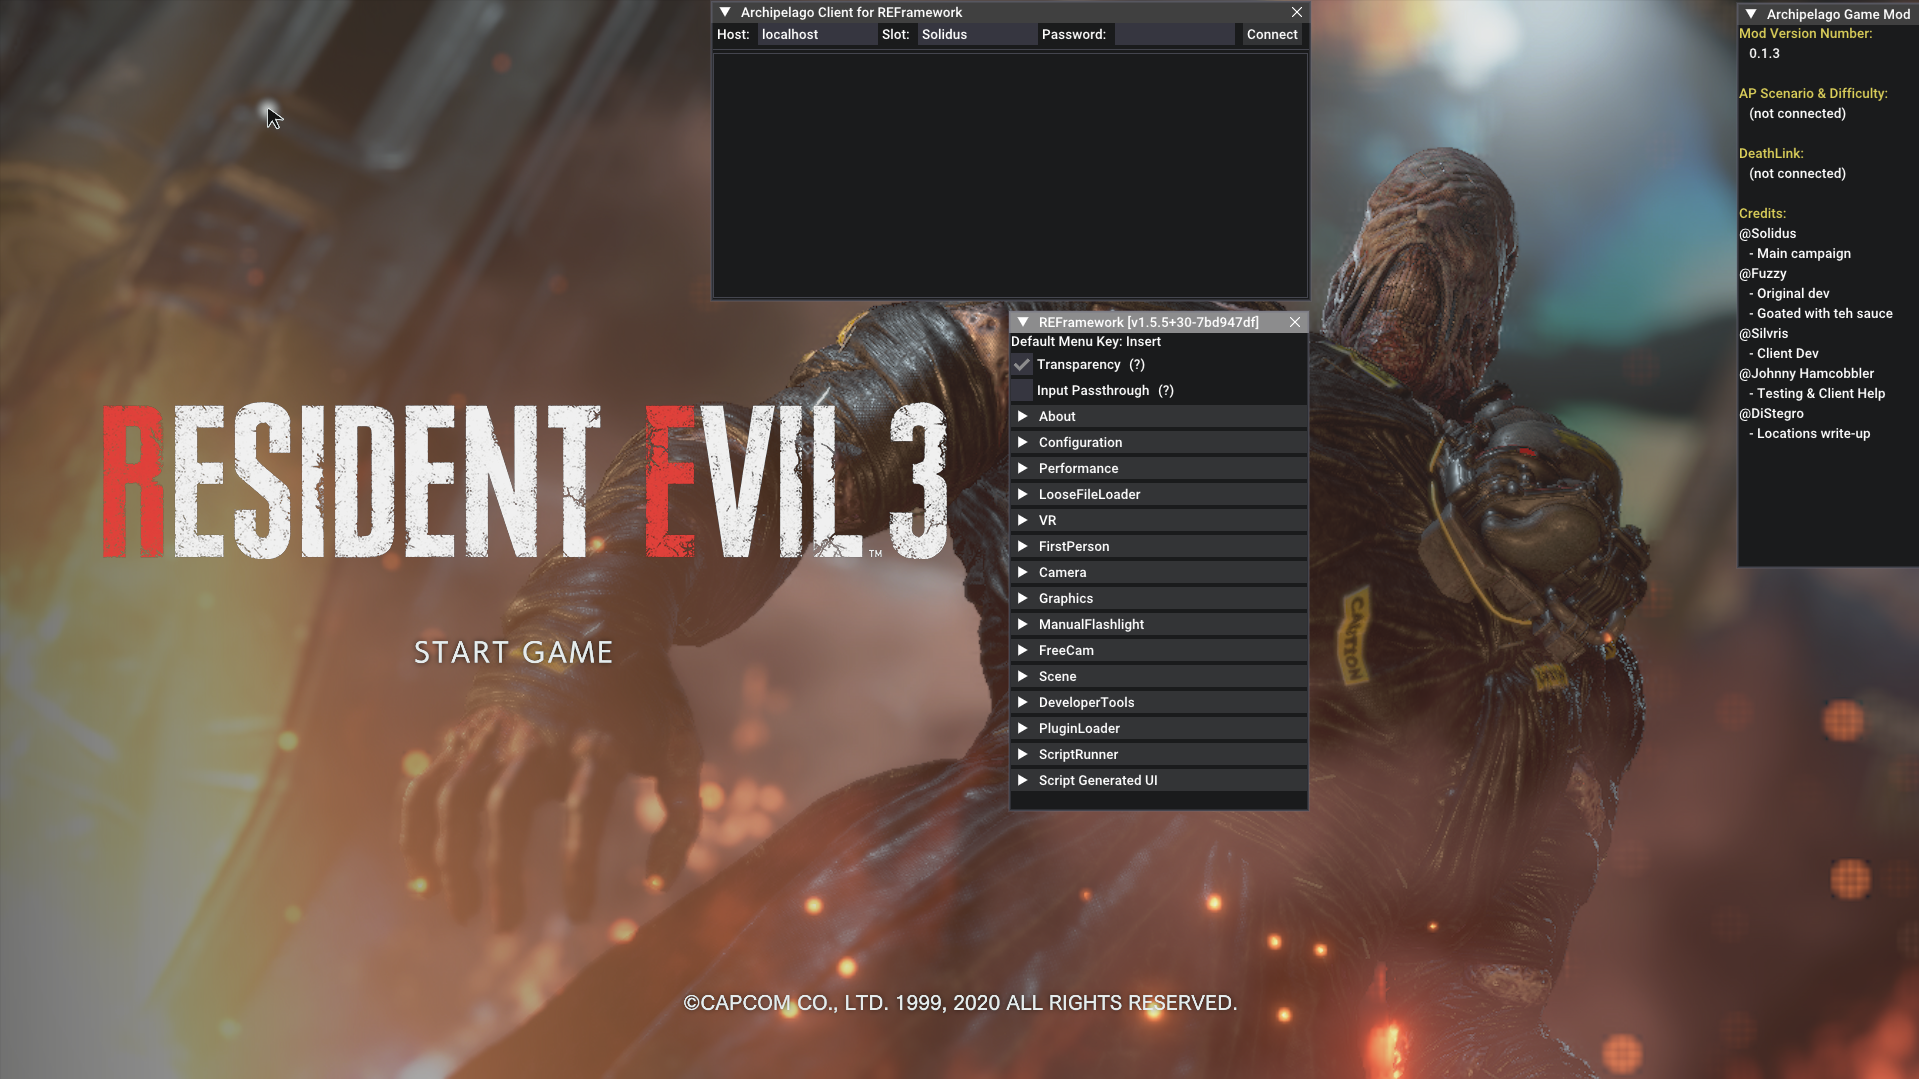 Archipelago Client for REFramework
Host: localhost Slot: Solidus Password: Connect
Archipelago Game Mod
Mod Version Number:
0.1.3
AP Scenario & Difficulty:
(not connected)
DeathLink:
(not connected)
Credits:
@Solidus
- Main campaign
@Fuzzy
- Original dev
- Goated with teh sauce
@Silvris
- Client Dev
@Johnny Hamcobbler
- Testing & Client Help
@DiStegro
- Locations write-up
REFramework [v1.5.5+30-7bd947df]
Default Menu Key: Insert
Transparency (?)
Input Passthrough (?)
About
Configuration
Performance
LooseFileLoader
VR
FirstPerson
Camera
Graphics
ManualFlashlight
FreeCam
Scene
DeveloperTools
PluginLoader
ScriptRunner
Script Generated UI
RESIDENT EVIL 3 ™
START GAME
CAUTION
©CAPCOM CO., LTD. 1999, 2020 ALL RIGHTS RESERVED.